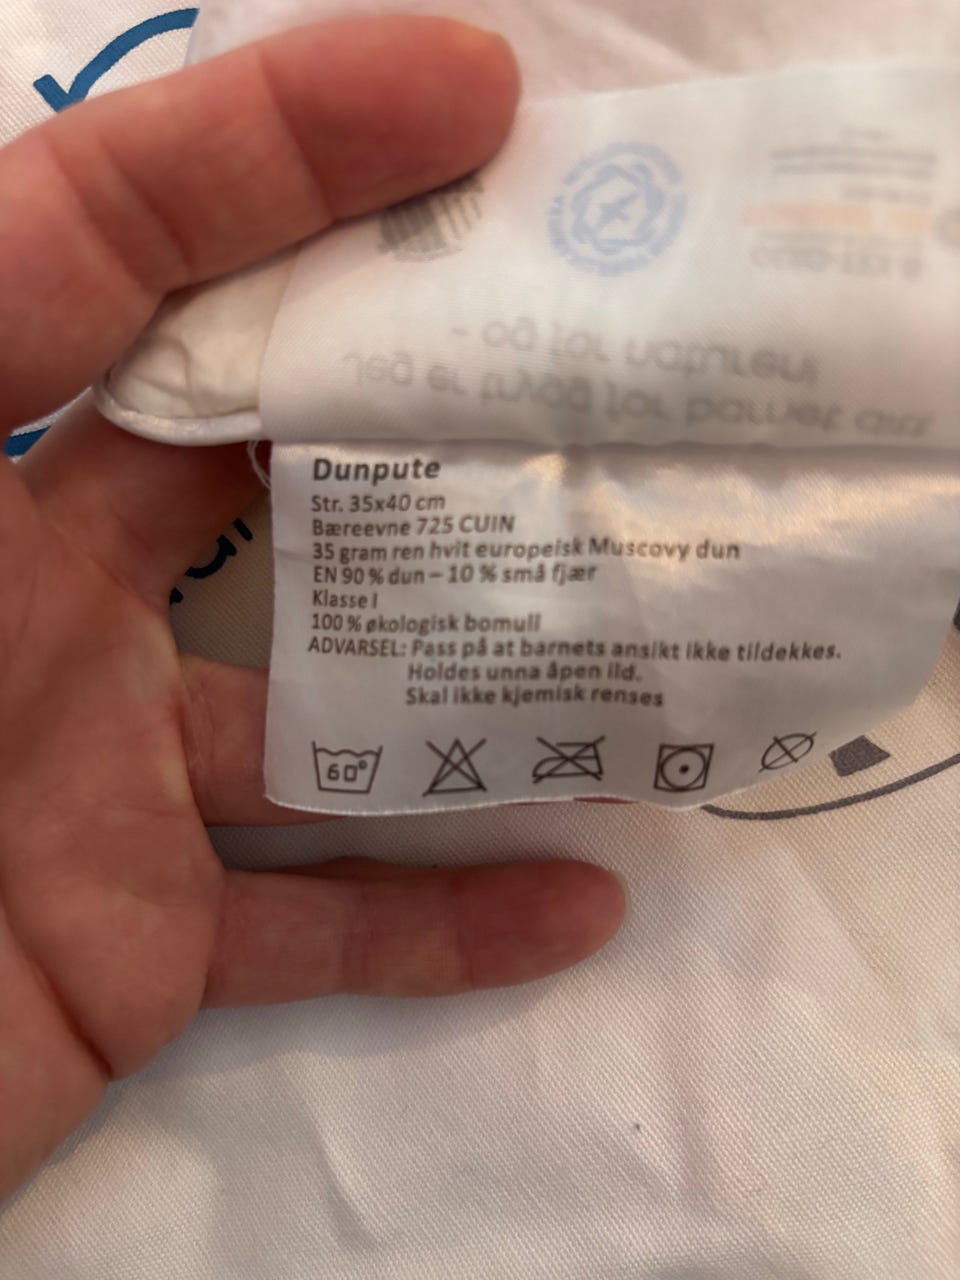 Dunpute
Str. 35x40 cm
Bæreevne 725 CUIN
35 gram ren hvit europeisk Muscovy dun
EN 90 % dun – 10 % små fjær
Klasse I
100 % økologisk bomull
ADVARSEL: Pass på at barnets ansikt ikke tildekkes.
Holdes unna åpen ild.
Skal ikke kjemisk renses
60°